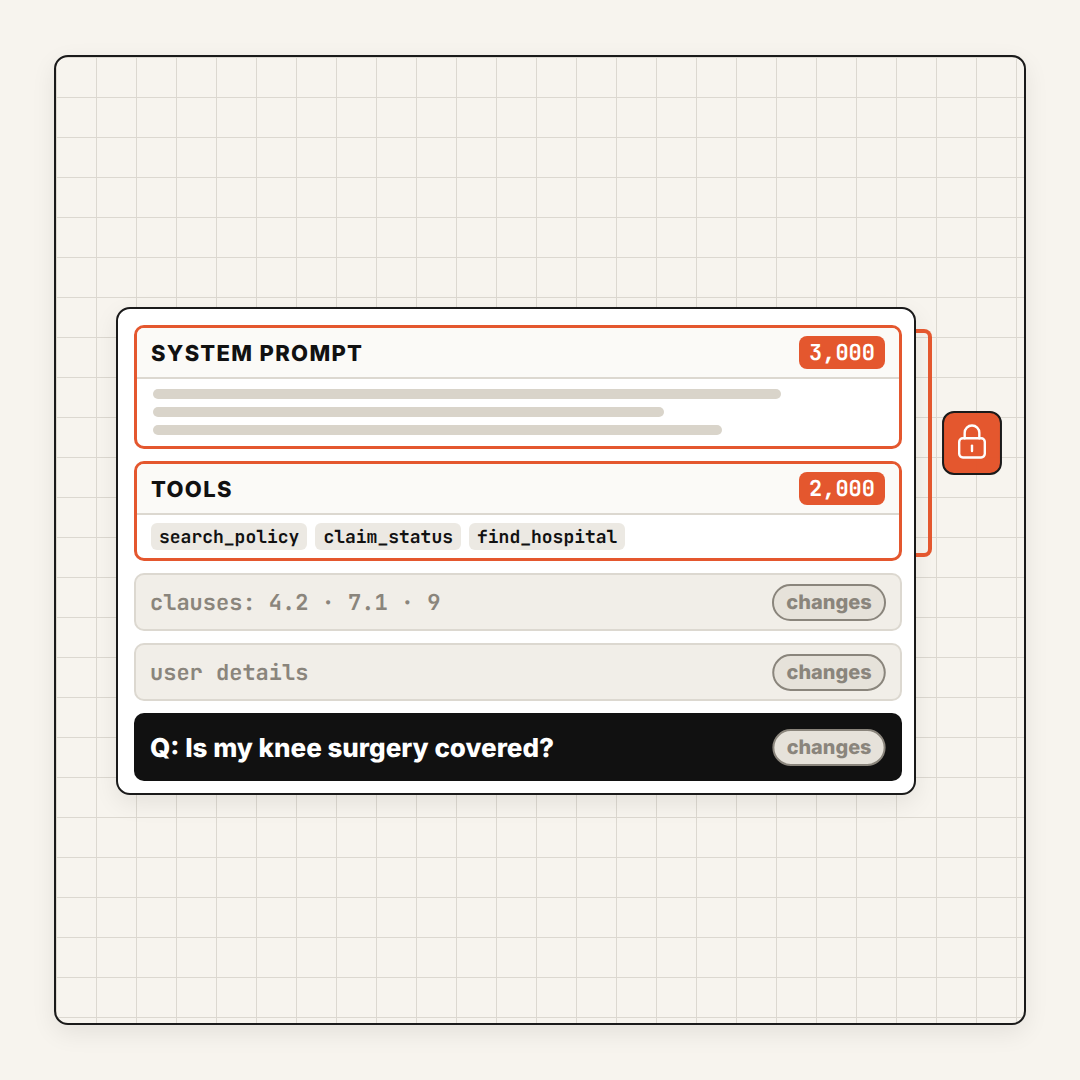 SYSTEM PROMPT 3,000
TOOLS 2,000
search_policy claim_status find_hospital
clauses: 4.2 · 7.1 · 9 changes
user details changes
Q: Is my knee surgery covered? changes